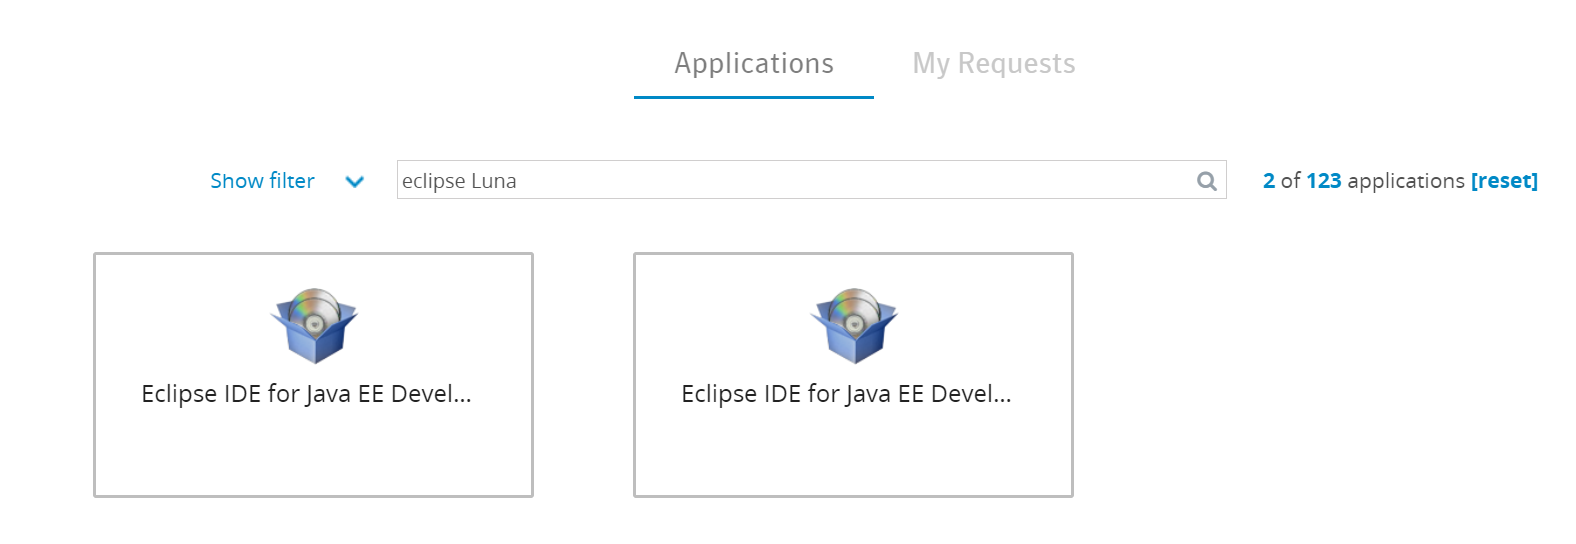 Applications My Requests
Show filter eclipse Luna 2 of 123 applications [reset]
Eclipse IDE for Java EE Devel... Eclipse IDE for Java EE Devel...